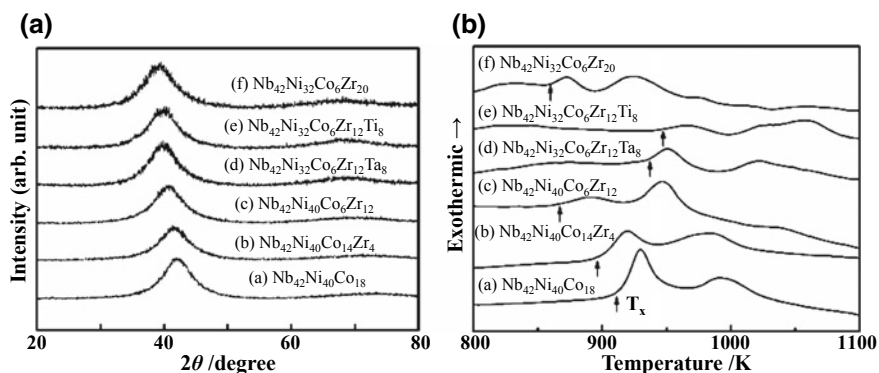 (a)
Intensity (arb. unit)
(f) Nb₄₂Ni₃₂Co₆Zr₂₀
(e) Nb₄₂Ni₃₂Co₆Zr₁₂Ti₈
(d) Nb₄₂Ni₃₂Co₆Zr₁₂Ta₈
(c) Nb₄₂Ni₄₀Co₆Zr₁₂
(b) Nb₄₂Ni₄₀Co₁₄Zr₄
(a) Nb₄₂Ni₄₀Co₁₈
20 40 60 80
2θ /degree
(b)
Exothermic →
(f) Nb₄₂Ni₃₂Co₆Zr₂₀
(e) Nb₄₂Ni₃₂Co₆Zr₁₂Ti₈
(d) Nb₄₂Ni₃₂Co₆Zr₁₂Ta₈
(c) Nb₄₂Ni₄₀Co₆Zr₁₂
(b) Nb₄₂Ni₄₀Co₁₄Zr₄
(a) Nb₄₂Ni₄₀Co₁₈
Tₓ
800 900 1000 1100
Temperature /K